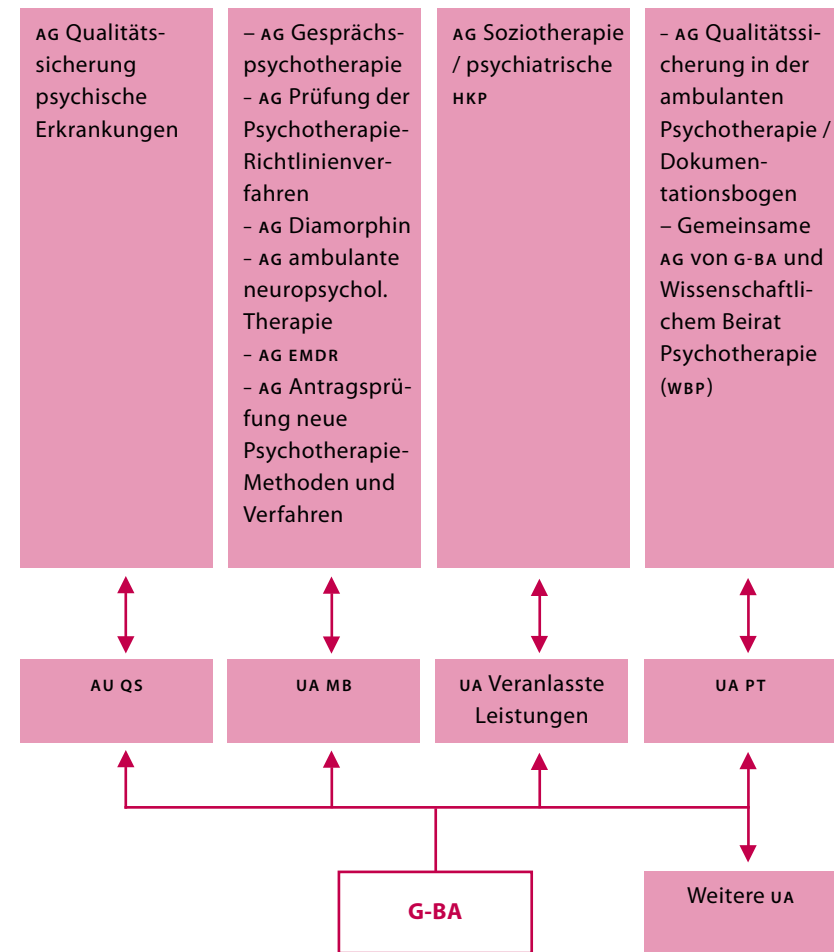 AG Qualitäts-
sicherung
psychische
Erkrankungen
– AG Gesprächs-
psychotherapie
– AG Prüfung der
Psychotherapie-
Richtlinienver-
fahren
– AG Diamorphin
– AG ambulante
neuropsychol.
Therapie
– AG EMDR
– AG Antragsprü-
fung neue
Psychotherapie-
Methoden und
Verfahren
AG Soziotherapie
/ psychiatrische
HKP
– AG Qualitätssi-
cherung in der
ambulanten
Psychotherapie /
Dokumen-
tationsbogen
– Gemeinsame
AG von G-BA und
Wissenschaftli-
chem Beirat
Psychotherapie
(WBP)
AU QS
UA MB
UA Veranlasste
Leistungen
UA PT
G-BA
Weitere UA